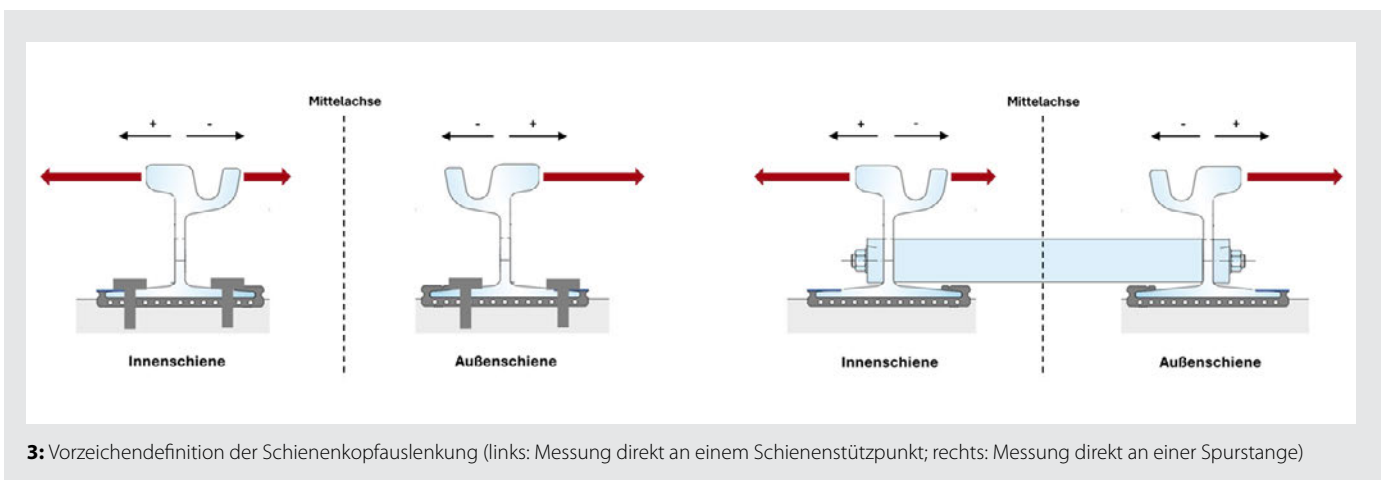 Mittelachse
+ -
- +
Innenschiene
Außenschiene
Mittelachse
+ -
- +
Innenschiene
Außenschiene
3: Vorzeichendefinition der Schienenkopfauslenkung (links: Messung direkt an einem Schienenstützpunkt; rechts: Messung direkt an einer Spurstange)